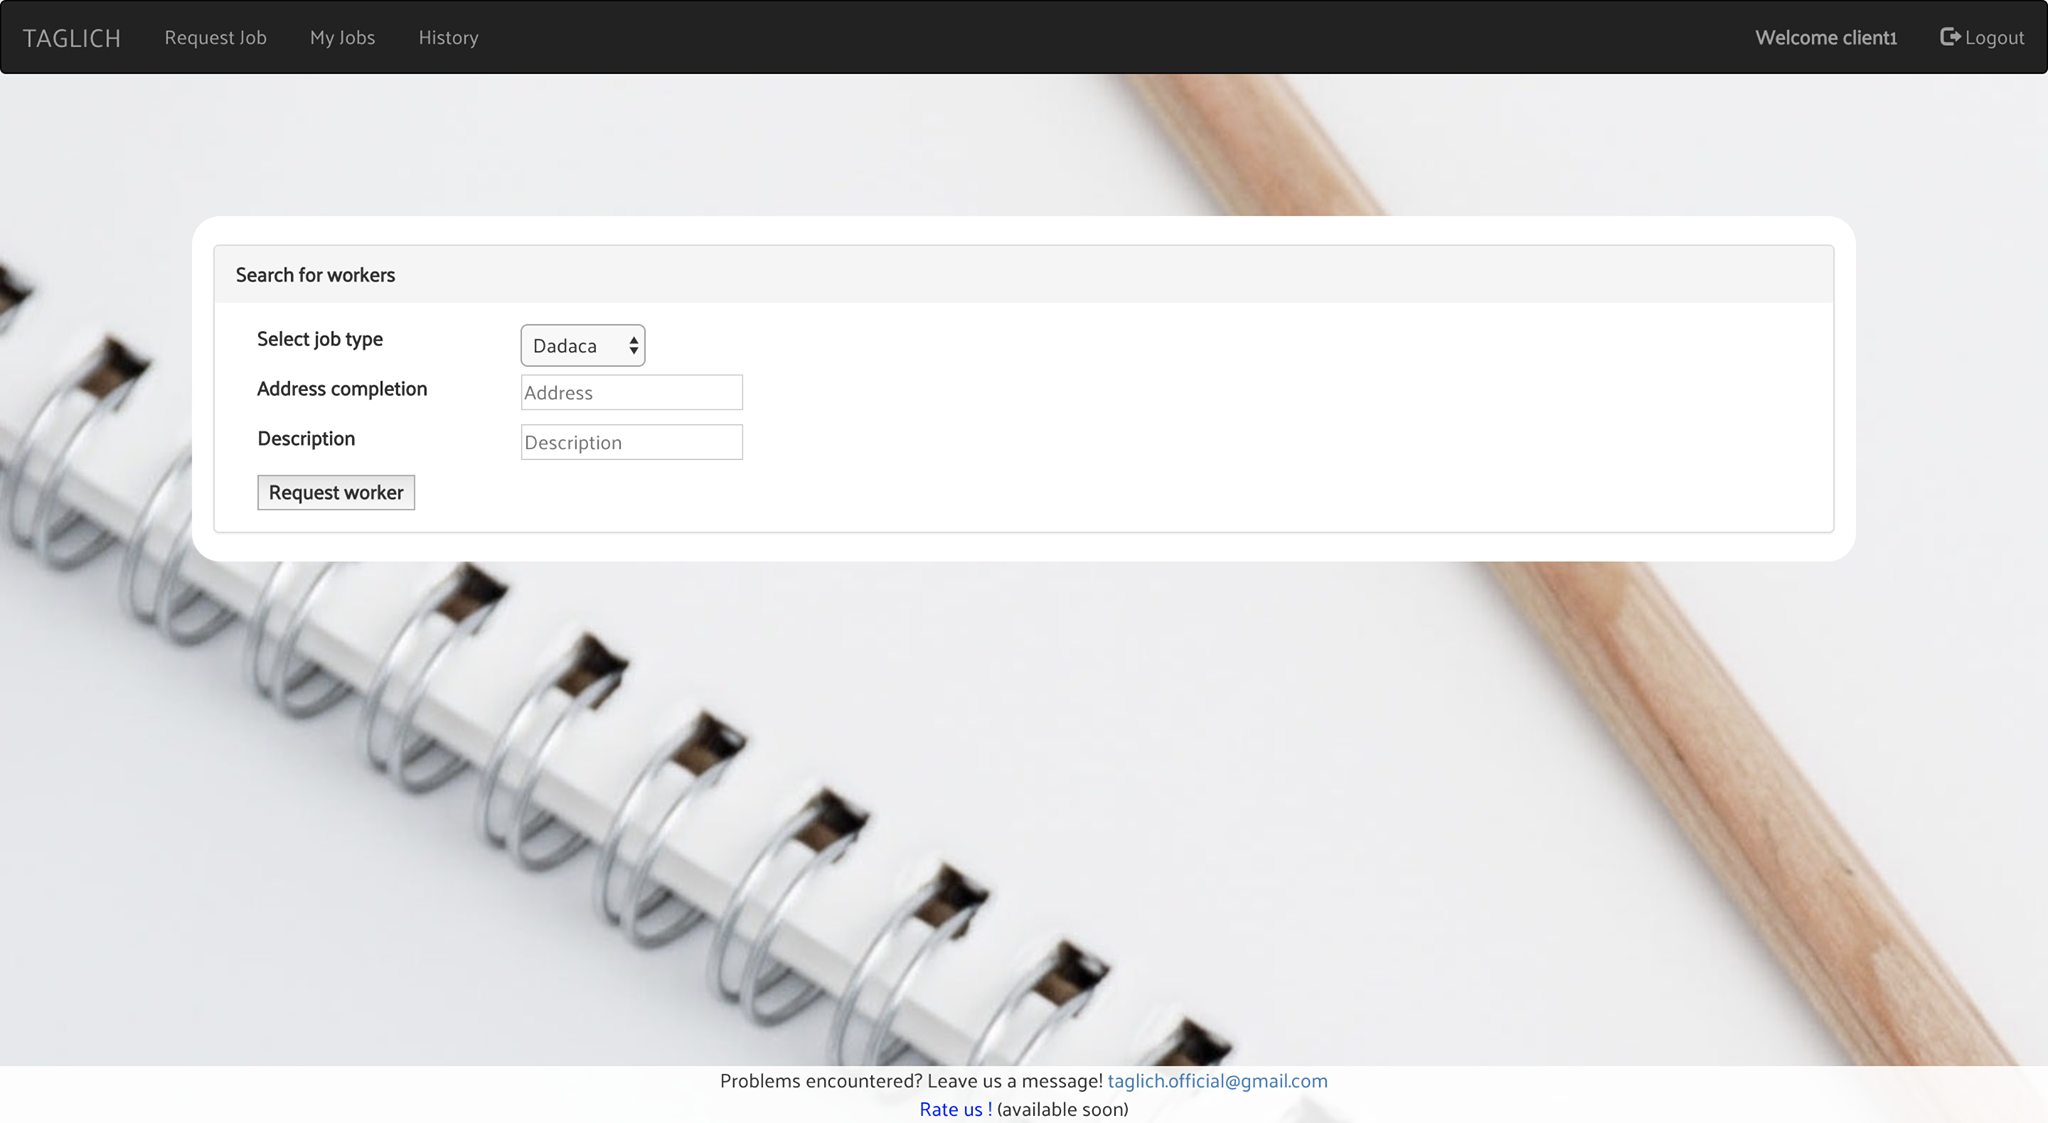 TAGLICH Request Job My Jobs History Welcome client1 Logout
Search for workers
Select job type Dadaca
Address completion Address
Description Description
Request worker
Problems encountered? Leave us a message! taglich.official@gmail.com
Rate us ! (available soon)